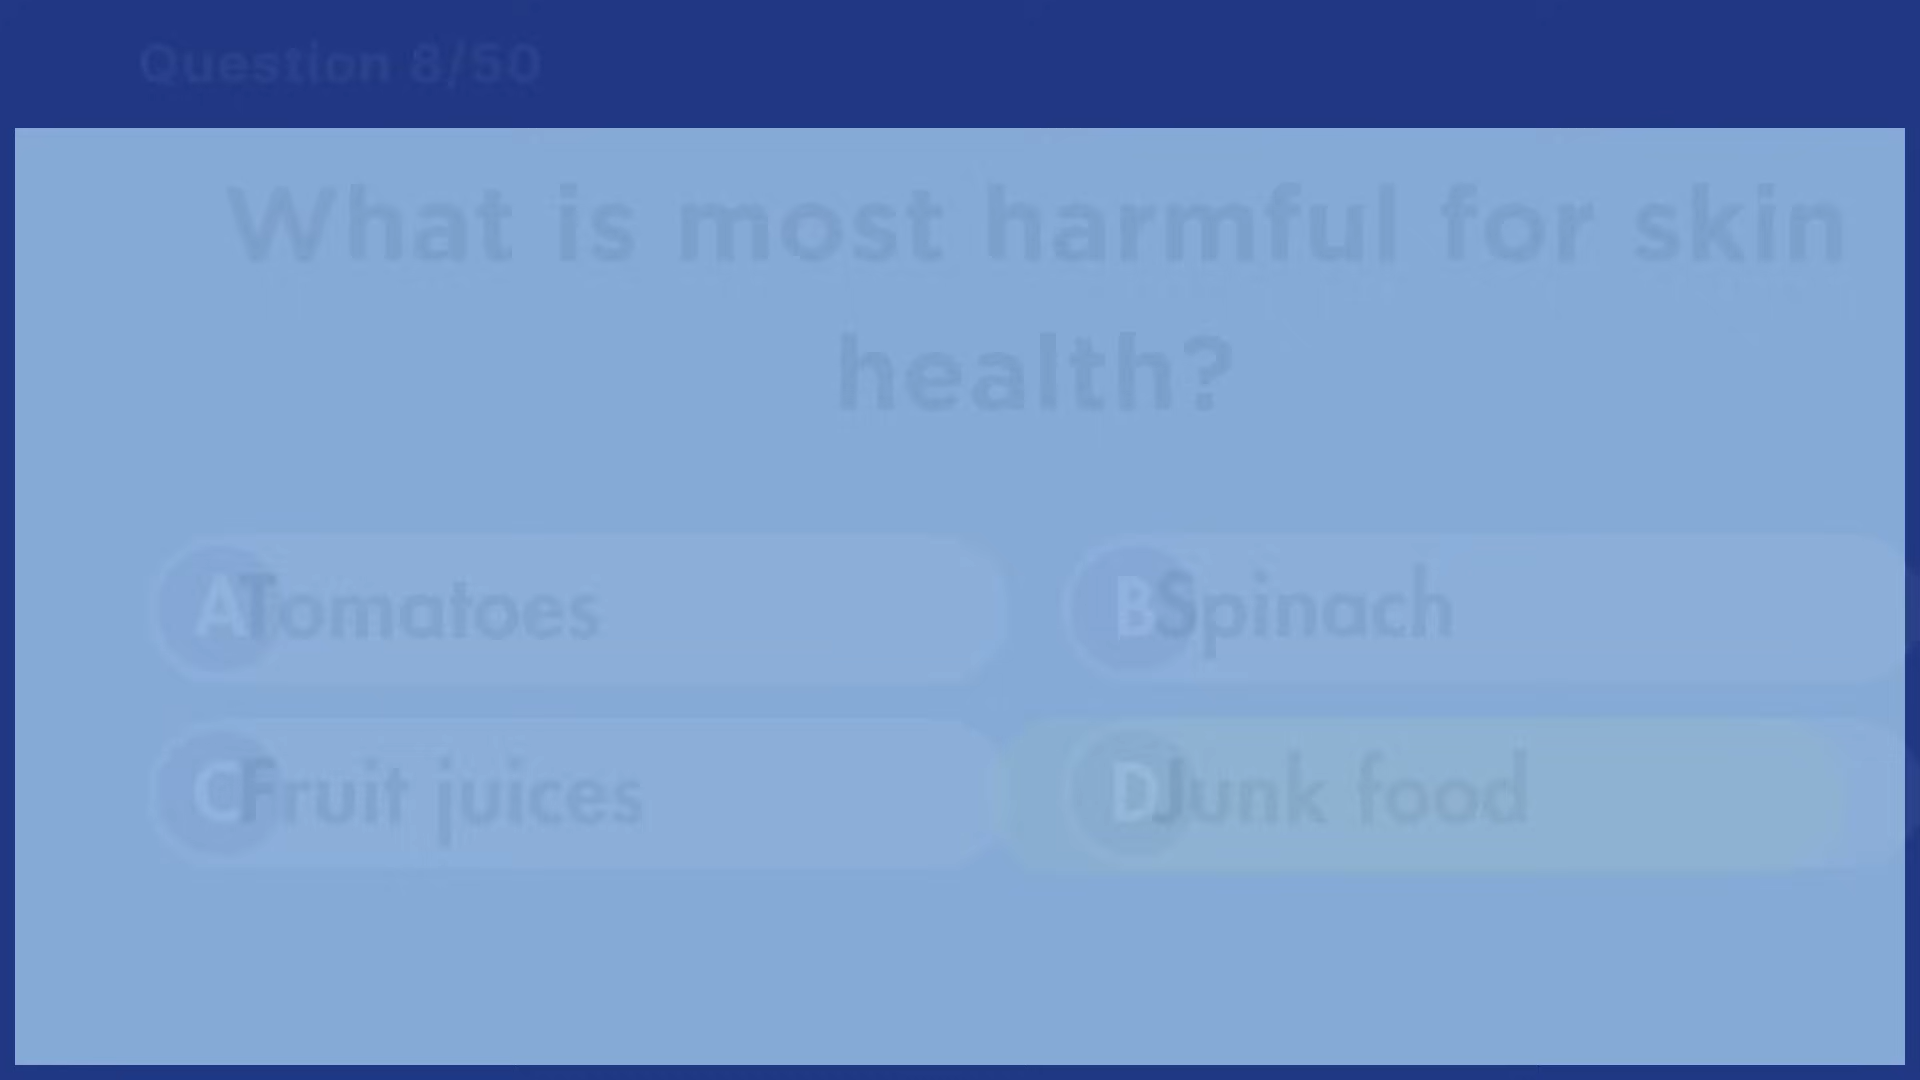 Question 8/50
What is most harmful for skin
health?
A Tomatoes
B Spinach
C Fruit juices
D Junk food